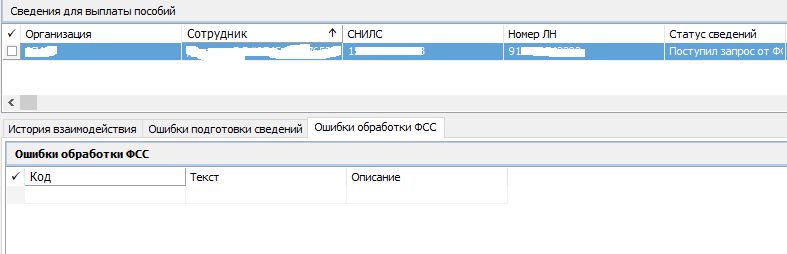 Сведения для выплаты пособий
Организация Сотрудник СНИЛС Номер ЛН Статус сведений
Поступил запрос от ФС
История взаимодействия Ошибки подготовки сведений Ошибки обработки ФСС
Ошибки обработки ФСС
Код Текст Описание